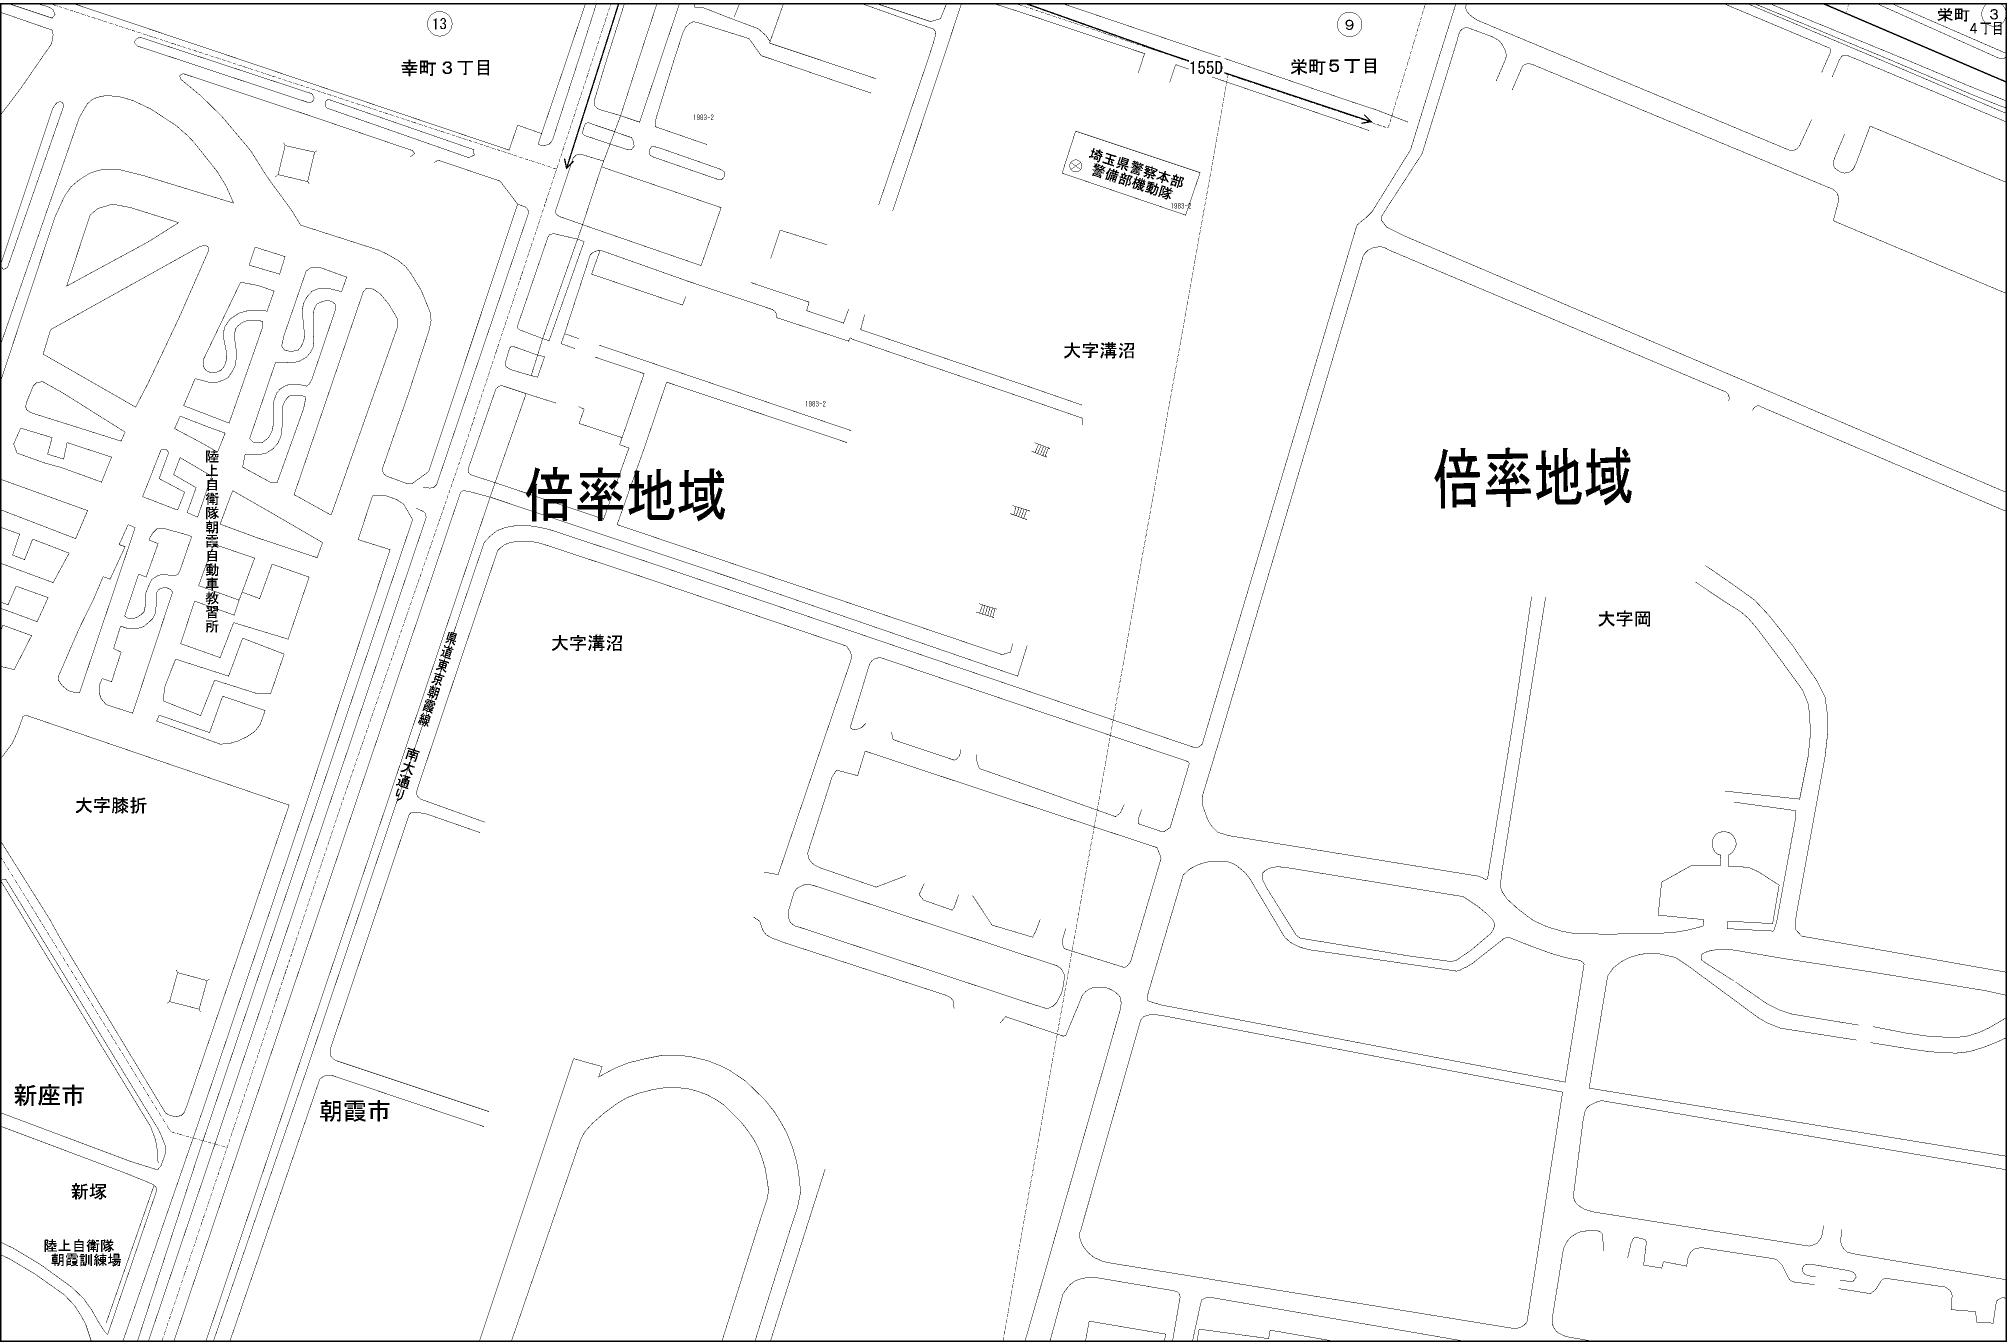 13
幸町3丁目
9
栄町5丁目
155D
栄町
3
4丁目
1983-2
埼玉県警察本部
警備部機動隊
1983-2
大字溝沼
1983-2
倍率地域
倍率地域
陸上自衛隊朝霞自動車教習所
大字溝沼
大字岡
県道東京朝霞線 南大通り
大字膝折
新座市
朝霞市
新塚
陸上自衛隊
朝霞訓練場